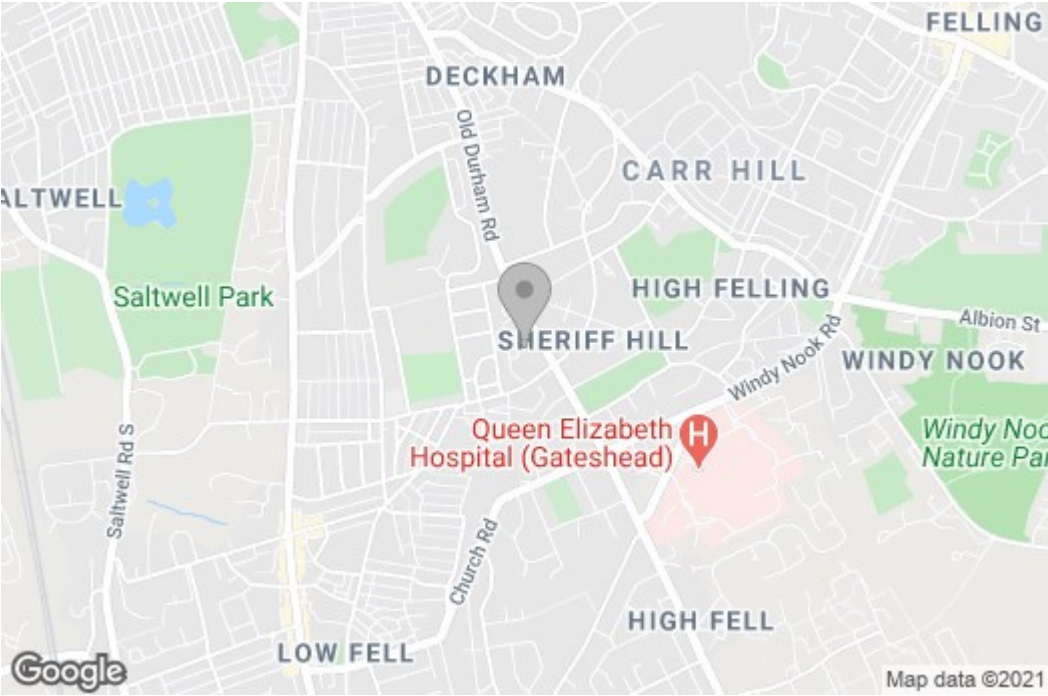 FELLING
DECKHAM
Old Durham Rd
CARR HILL
ALTWELL
Saltwell Park
HIGH FELLING
Albion St
SHERIFF HILL
WINDY NOOK
Windy Nook Rd
Queen Elizabeth
Hospital (Gateshead)
H
Windy Noo
Nature Par
Saltwell Rd S
Church Rd
HIGH FELL
LOW FELL
Google
Map data ©2021